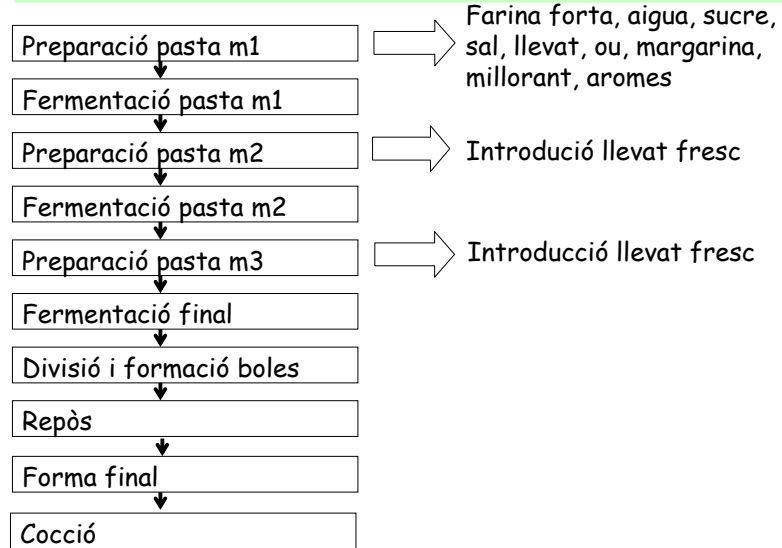 Preparació pasta m1
Farina forta, aigua, sucre,
sal, llevat, ou, margarina,
millorant, aromes
Fermentació pasta m1
Preparació pasta m2
Introdució llevat fresc
Fermentació pasta m2
Preparació pasta m3
Introducció llevat fresc
Fermentació final
Divisió i formació boles
Repòs
Forma final
Cocció